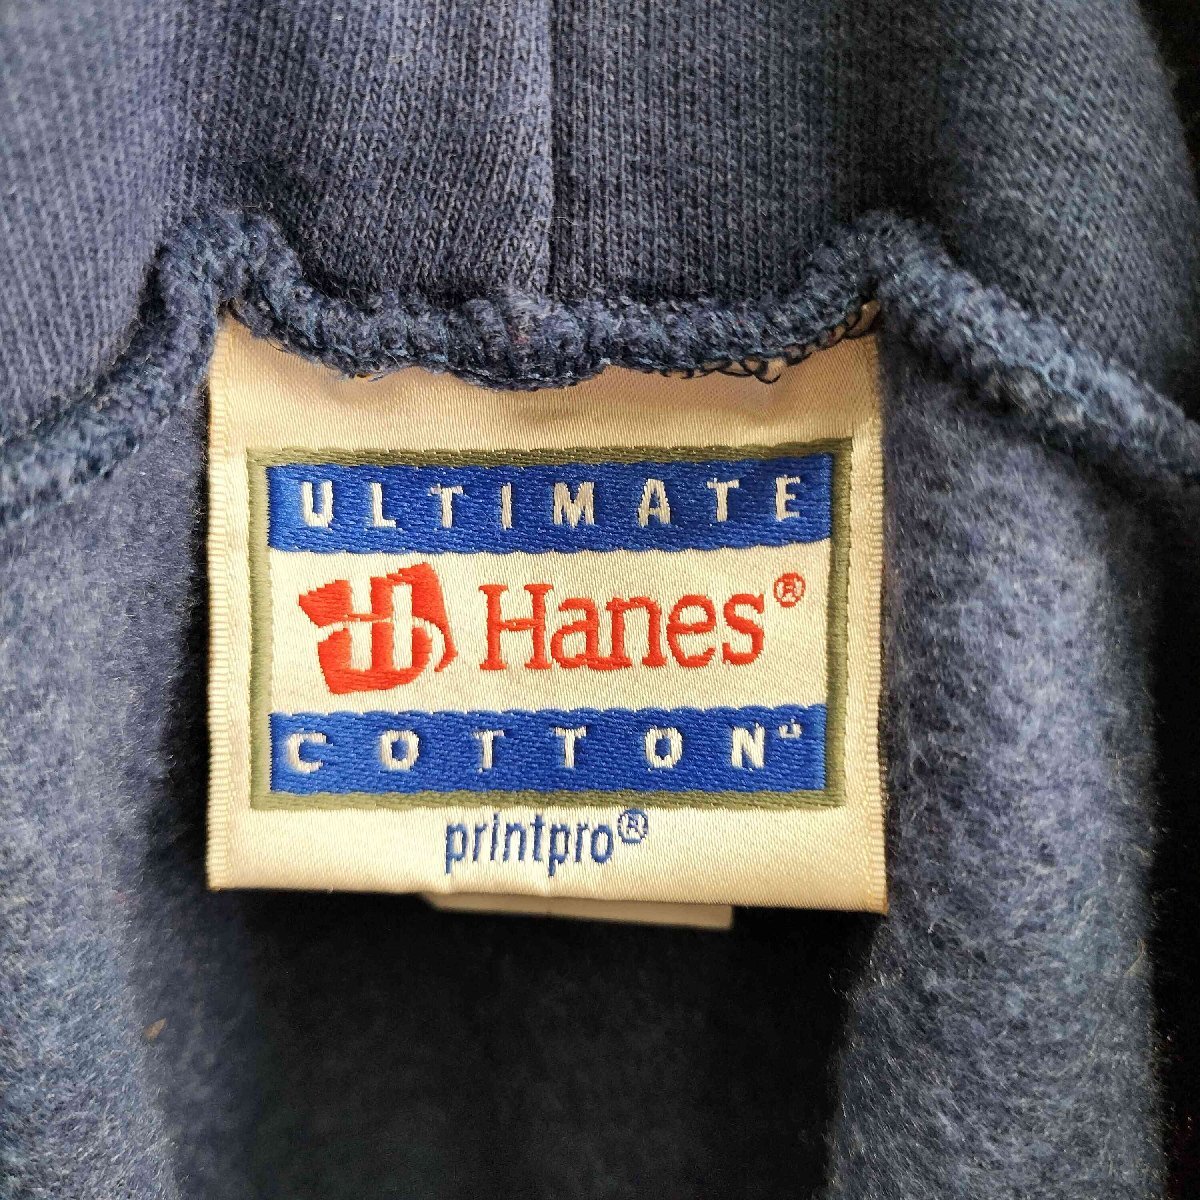 ULTIMATE
H Hanes®
COTTON
printpro®